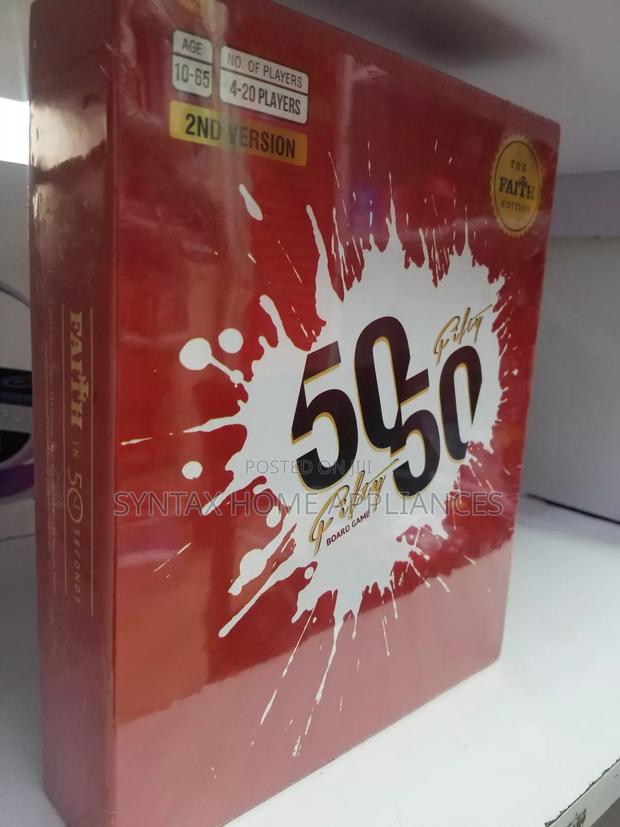 AGE
10-65
NO. OF PLAYERS
4-20 PLAYERS
2ND VERSION
THE
FAITH
EDITION
50
Fifty
50
Fifty
BOARD GAME
FAITH IN 50 SECONDS
POSTED ON JIJI
SYNTAX HOME APPLIANCES